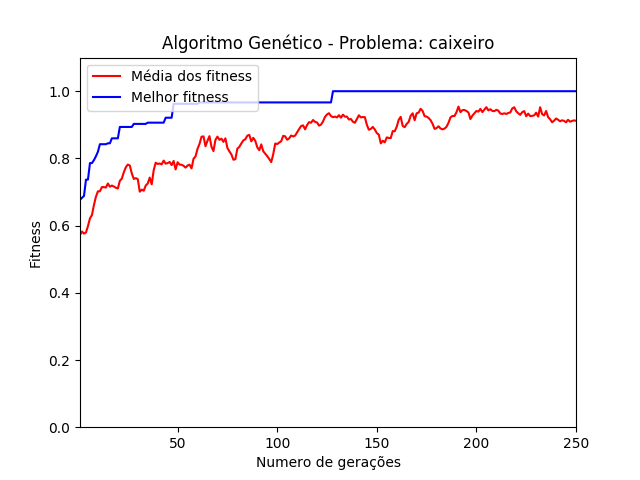 Algoritmo Genético - Problema: caixeiro
Média dos fitness
Melhor fitness
Fitness
1.0
0.8
0.6
0.4
0.2
0.0
50
100
150
200
250
Numero de gerações